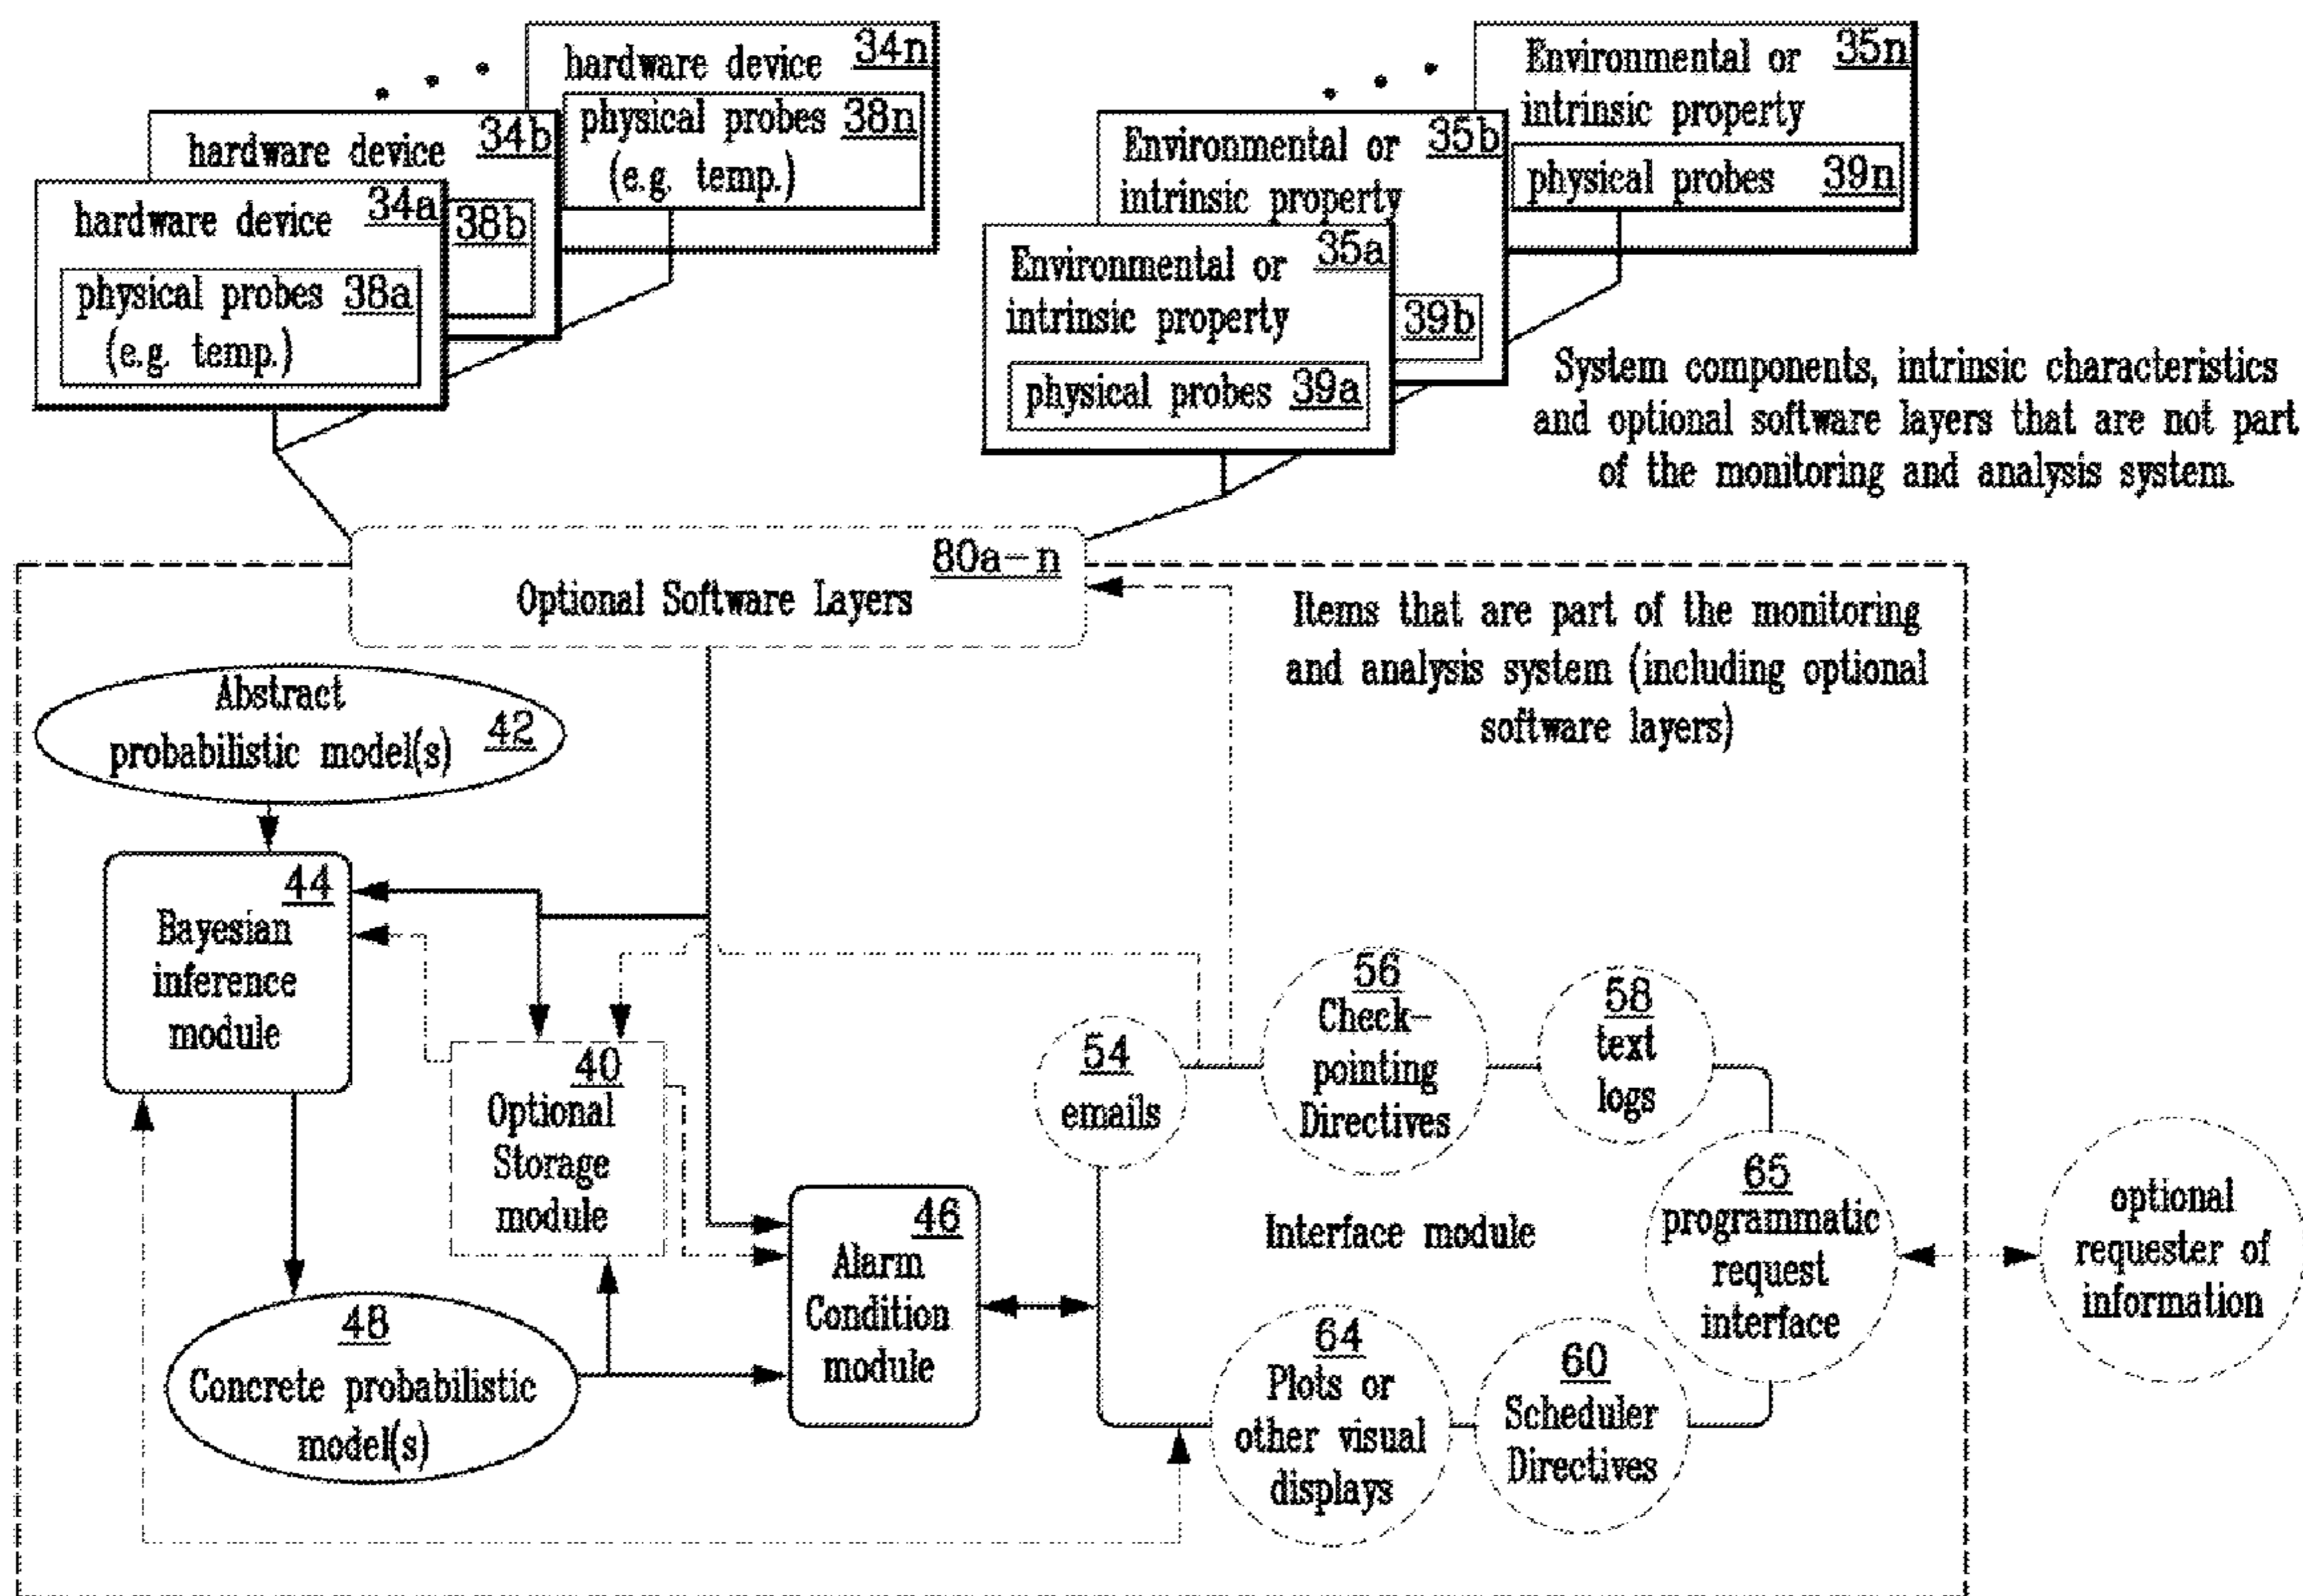 hardware device 34n
physical probes 38n
(e.g. temp.)
hardware device 34b
38b
hardware device 34a
physical probes 38a
(e.g. temp.)
Environmental or 35n
intrinsic property
physical probes 39n
Environmental or 35b
intrinsic property
39b
Environmental or 35a
intrinsic property
physical probes 39a
System components, intrinsic characteristics
and optional software layers that are not part
of the monitoring and analysis system.
80a-n
Optional Software Layers
Items that are part of the monitoring
and analysis system (including optional
software layers)
Abstract
probabilistic model(s) 42
44
Bayesian
inference
module
40
Optional
Storage
module
48
Concrete probabilistic
model(s)
46
Alarm
Condition
module
54
emails
56
Check-
pointing
Directives
58
text
logs
Interface module
65
programmatic
request
interface
64
Plots or
other visual
displays
60
Scheduler
Directives
optional
requester of
information